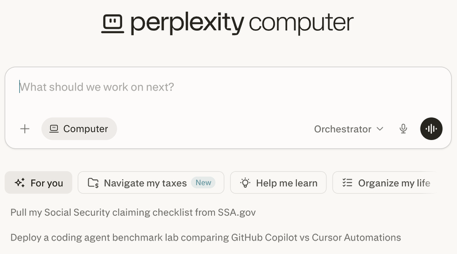 perplexity computer
What should we work on next?
Computer
Orchestrator
For you
Navigate my taxes New
Help me learn
Organize my life
Pull my Social Security claiming checklist from SSA.gov
Deploy a coding agent benchmark lab comparing GitHub Copilot vs Cursor Automations